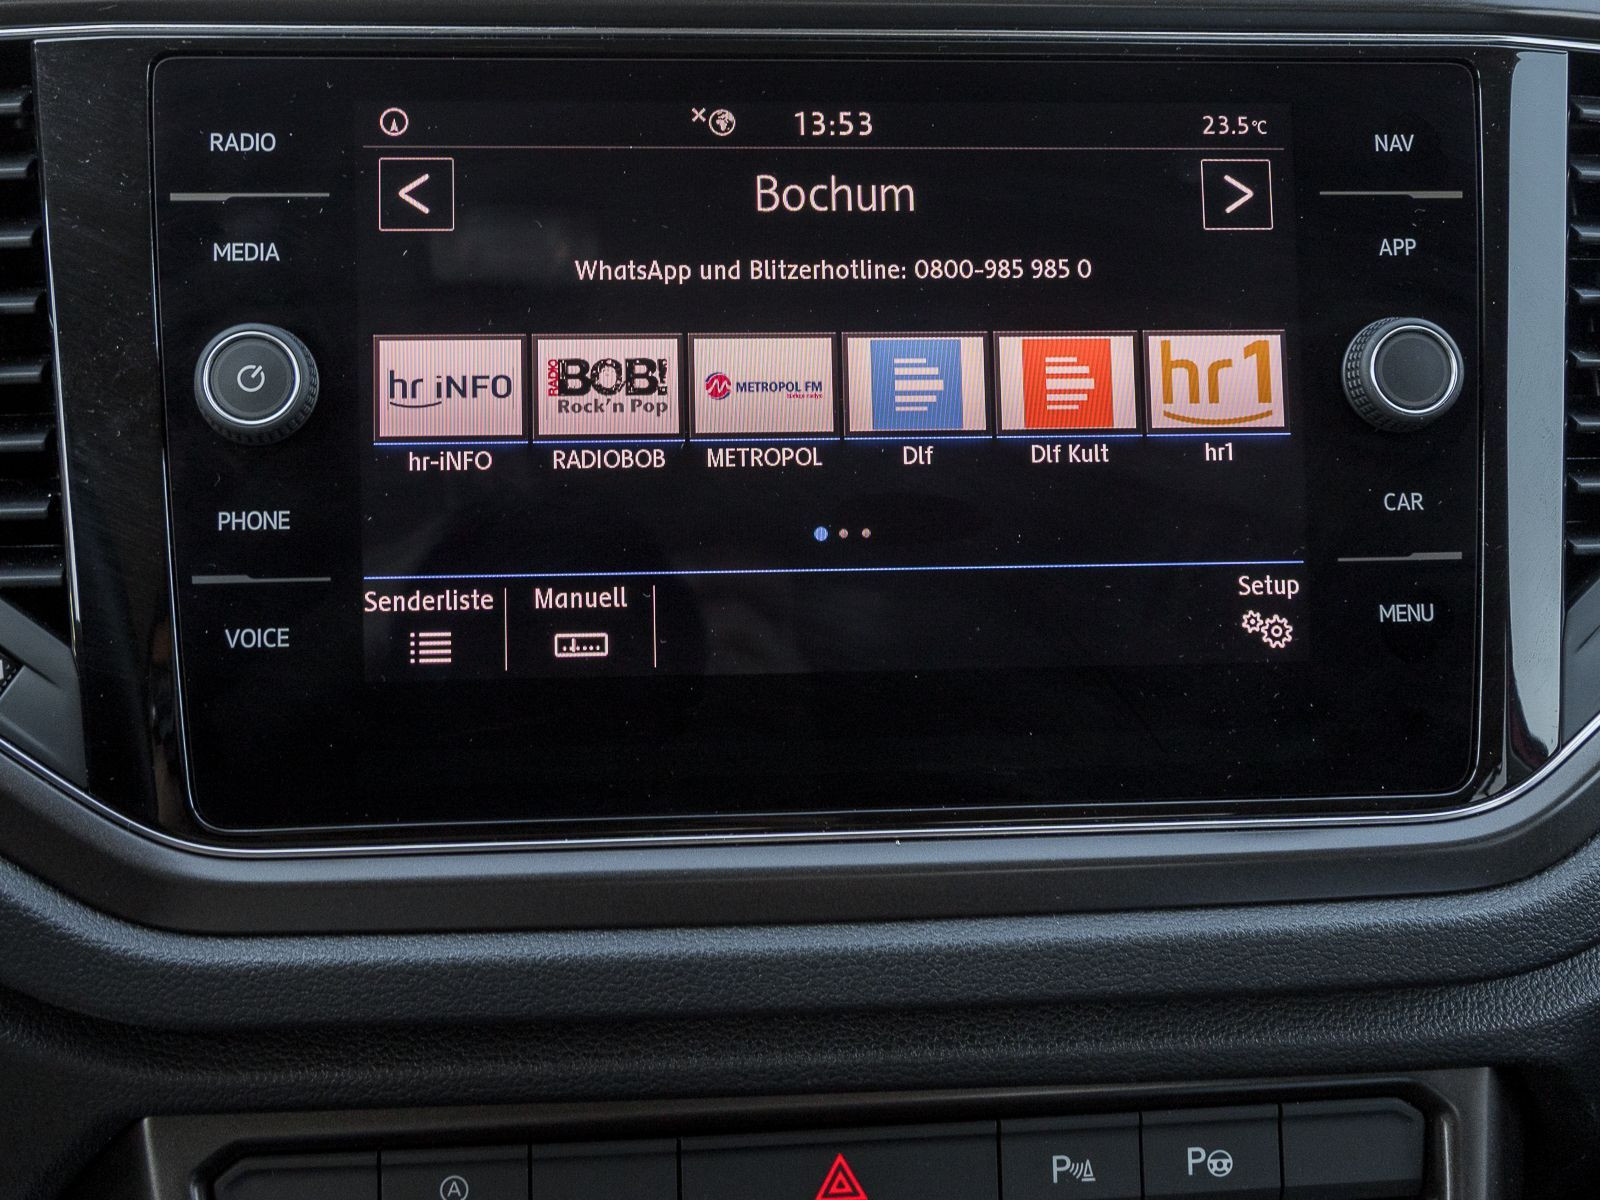 RADIO
MEDIA
PHONE
VOICE
13:53
23.5°C
<
Bochum
>
WhatsApp und Blitzerhotline: 0800-985 985 0
hr iNFO
RADIO BOB!
Rock'n Pop
METROPOL FM
türkçe radyo
hr1
hr-iNFO
RADIOBOB
METROPOL
Dlf
Dlf Kult
hr1
Senderliste
Manuell
Setup
NAV
APP
CAR
MENU
A
P
P